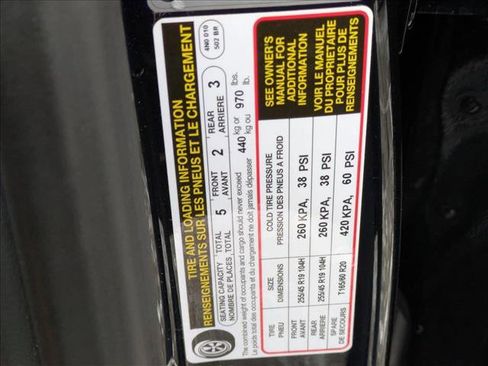 TIRE AND LOADING INFORMATION
RENSEIGNEMENTS SUR LES PNEUS ET LE CHARGEMENT
4N0 010
502 BR
SEATING CAPACITY TOTAL 5 FRONT 2 REAR 3
NOMBRE DE PLACES TOTAL AVANT ARRIERE
The combined weight of occupants and cargo should never exceed 440 kg or 970 lbs.
Le poids total des occupants et du chargement ne doit jamais dépasser kg ou lb.
TIRE SIZE COLD TIRE PRESSURE
PNEU DIMENSIONS PRESSION DES PNEUS A FROID
FRONT 255/45 R19 104H 260 KPA, 38 PSI
AVANT
REAR 255/45 R19 104H 260 KPA, 38 PSI
ARRIERE
SPARE T165/60 R20 420 KPA, 60 PSI
DE SECOURS
SEE OWNER'S
MANUAL FOR
ADDITIONAL
INFORMATION
VOIR LE MANUEL
DU PROPRIETAIRE
POUR PLUS DE
RENSEIGNEMENTS